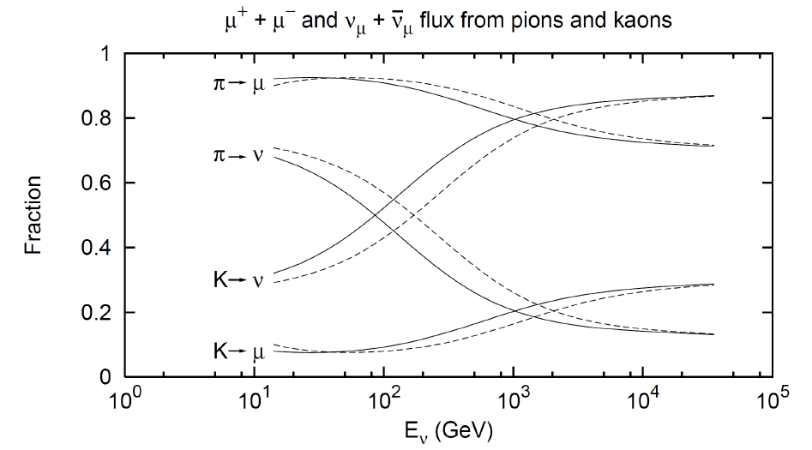 μ⁺ + μ⁻ and ν_μ + ν̄_μ flux from pions and kaons
1
π→ μ
0.8
π→ ν
0.6
Fraction
0.4
K→ ν
0.2
K→ μ
0
10⁰ 10¹ 10² 10³ 10⁴ 10⁵
E_ν (GeV)